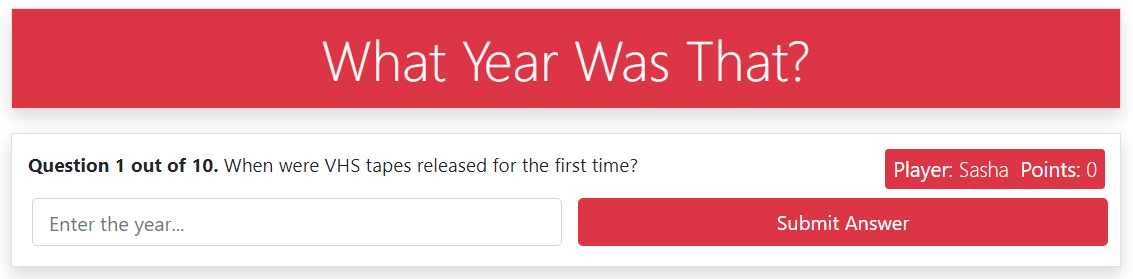 What Year Was That?
Question 1 out of 10. When were VHS tapes released for the first time?
Player: Sasha Points: 0
Enter the year...
Submit Answer